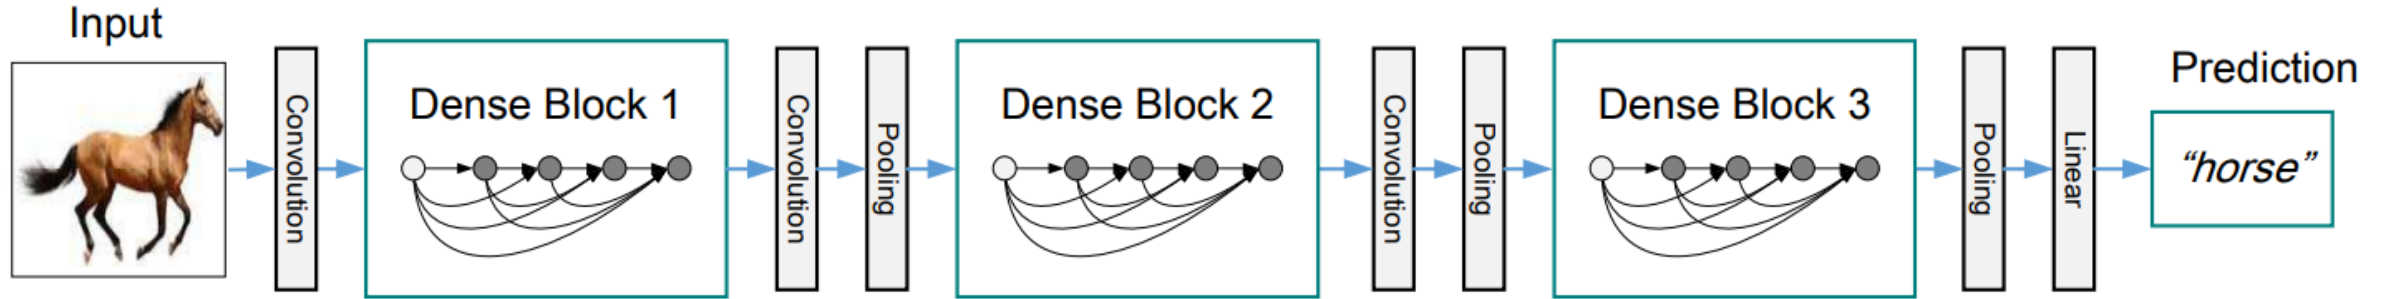 Input
Convolution
Dense Block 1
Convolution
Pooling
Dense Block 2
Convolution
Pooling
Dense Block 3
Pooling
Linear
Prediction
“horse”